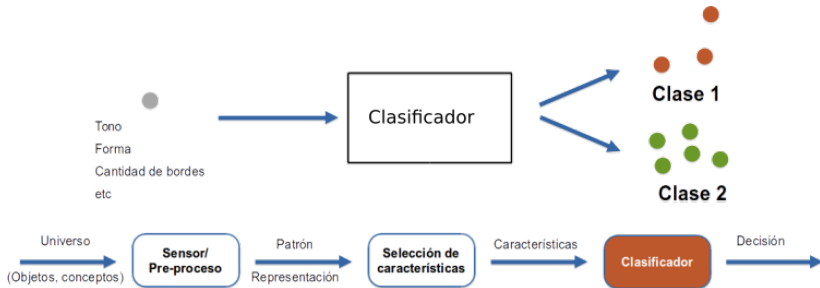 Tono
Forma
Cantidad de bordes
etc
Clasificador
Clase 1
Clase 2
Universo
(Objetos, conceptos)
Sensor/
Pre-proceso
Patrón
Representación
Selección de
características
Características
Clasificador
Decisión